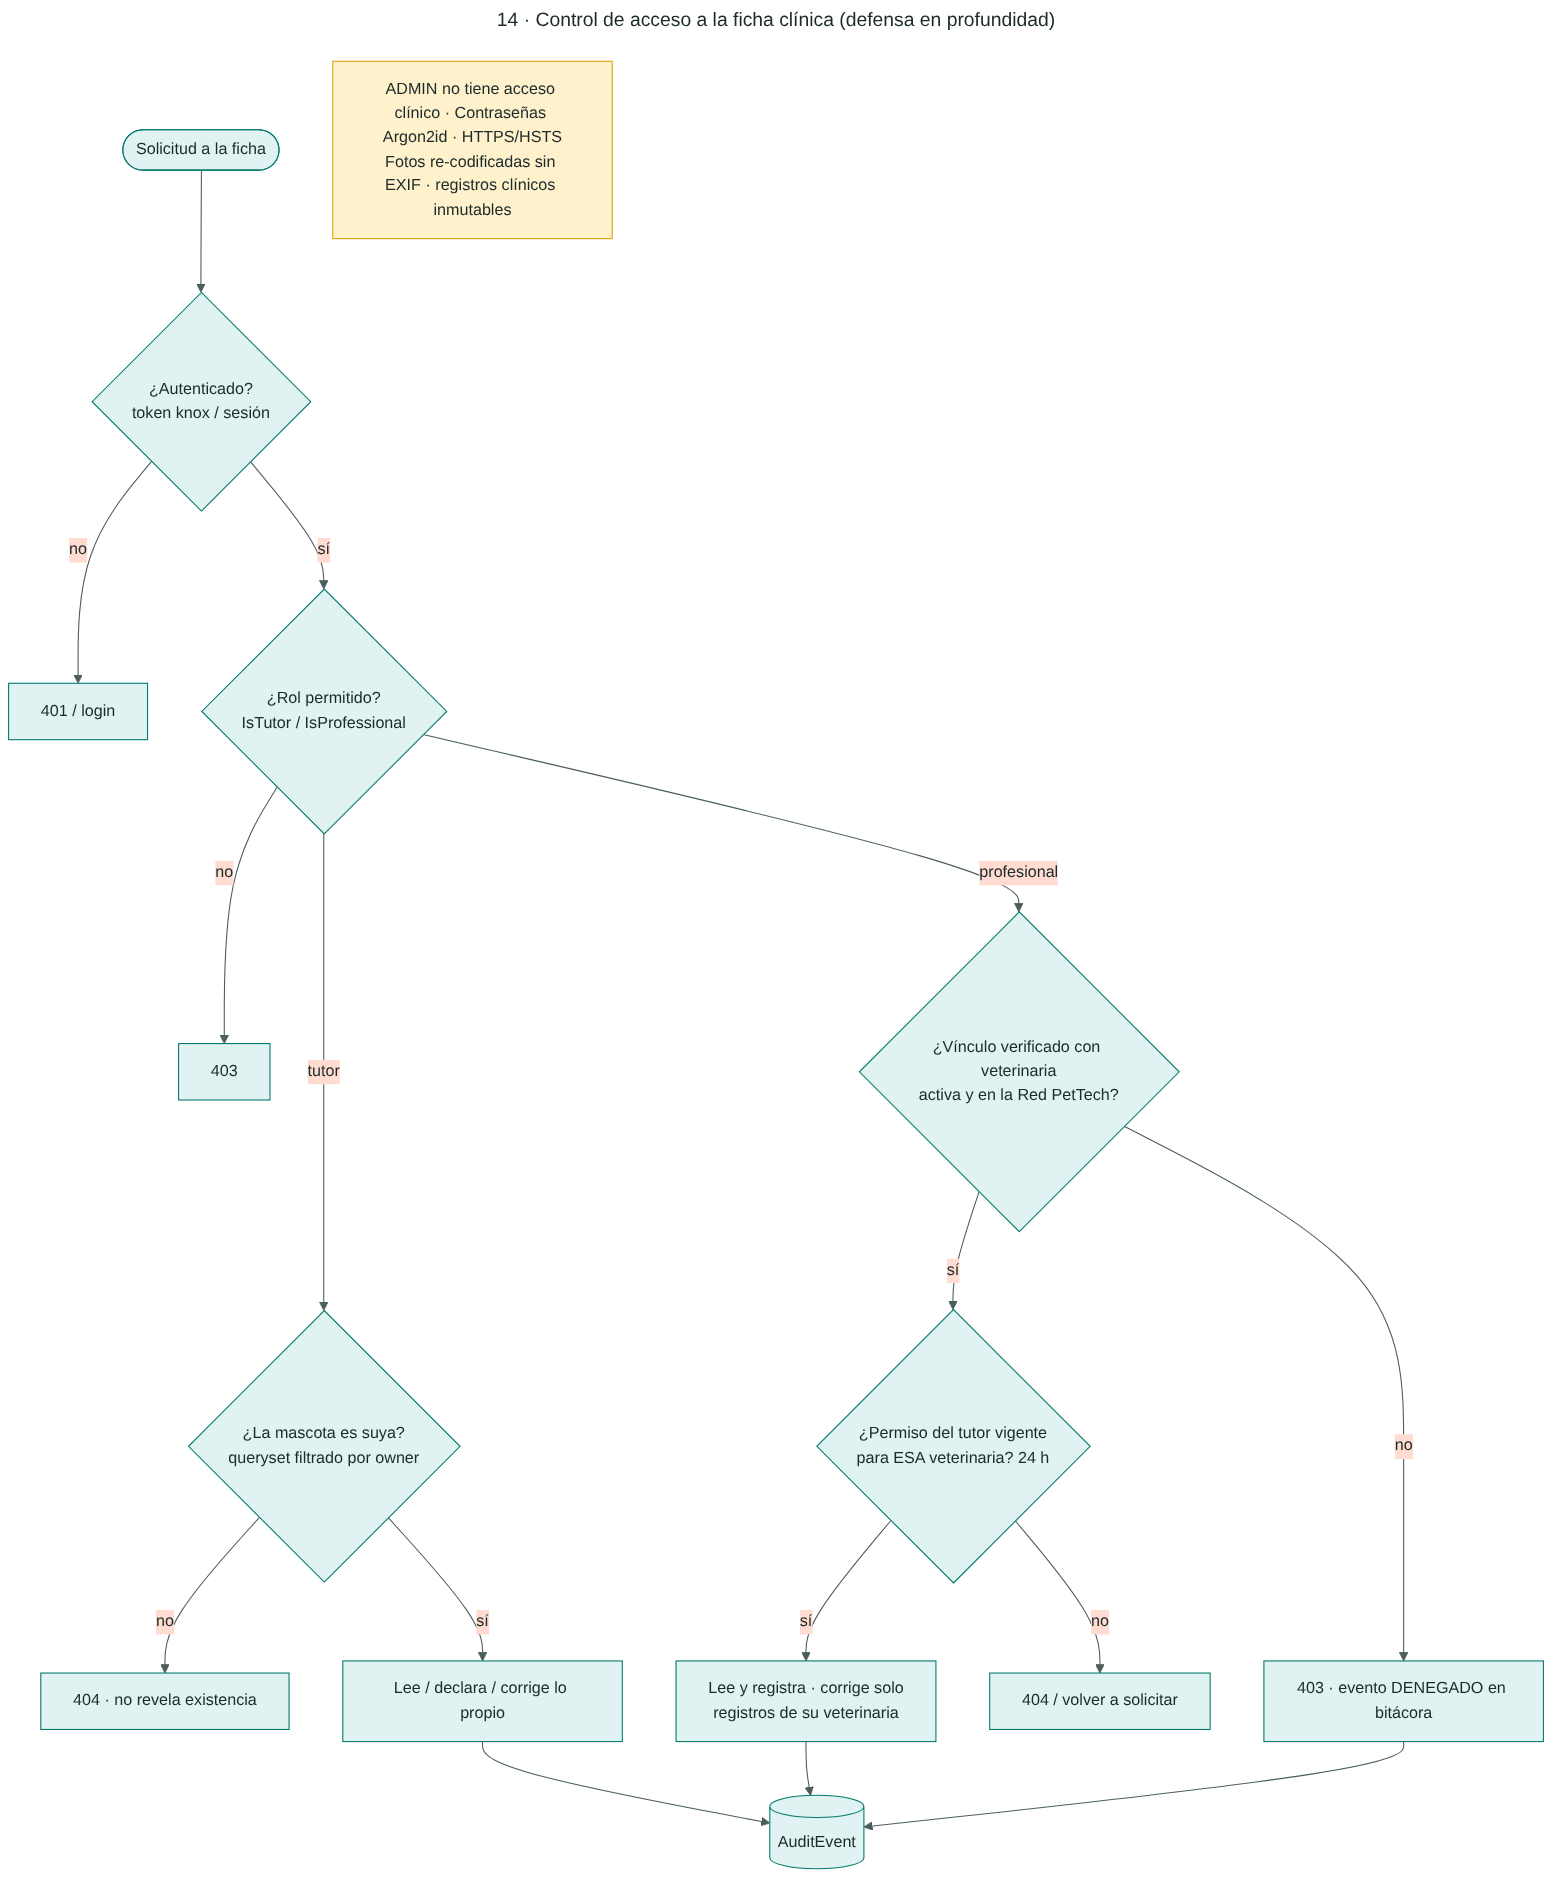 14 · Control de acceso a la ficha clínica (defensa en profundidad)
ADMIN no tiene acceso
clínico · Contraseñas
Argon2id · HTTPS/HSTS
Fotos re-codificadas sin
EXIF · registros clínicos
inmutables
Solicitud a la ficha
¿Autenticado?
token knox / sesión
no
sí
401 / login
¿Rol permitido?
IsTutor / IsProfessional
no
tutor
profesional
403
¿Vínculo verificado con
veterinaria
activa y en la Red PetTech?
sí
no
¿La mascota es suya?
queryset filtrado por owner
¿Permiso del tutor vigente
para ESA veterinaria? 24 h
no
sí
sí
no
404 · no revela existencia
Lee / declara / corrige lo
propio
Lee y registra · corrige solo
registros de su veterinaria
404 / volver a solicitar
403 · evento DENEGADO en
bitácora
AuditEvent